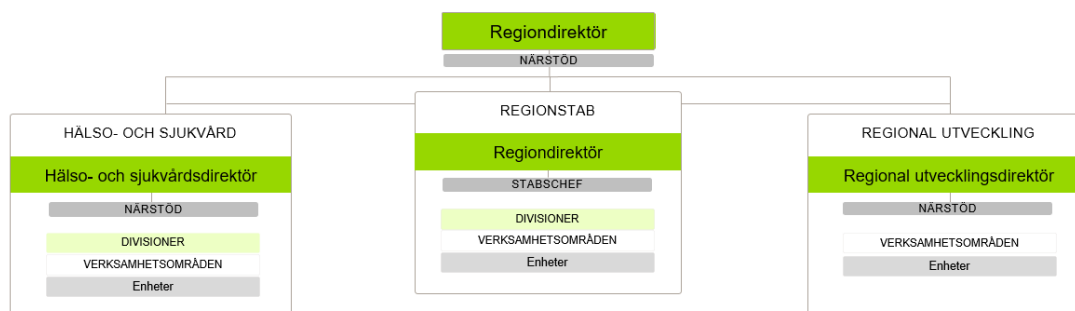 Regiondirektör
NÄRSTÖD
HÄLSO- OCH SJUKVÅRD
Hälso- och sjukvårdsdirektör
NÄRSTÖD
DIVISIONER
VERKSAMHETSOMRÅDEN
Enheter
REGIONSTAB
Regiondirektör
STABSCHEF
DIVISIONER
VERKSAMHETSOMRÅDEN
Enheter
REGIONAL UTVECKLING
Regional utvecklingsdirektör
NÄRSTÖD
VERKSAMHETSOMRÅDEN
Enheter